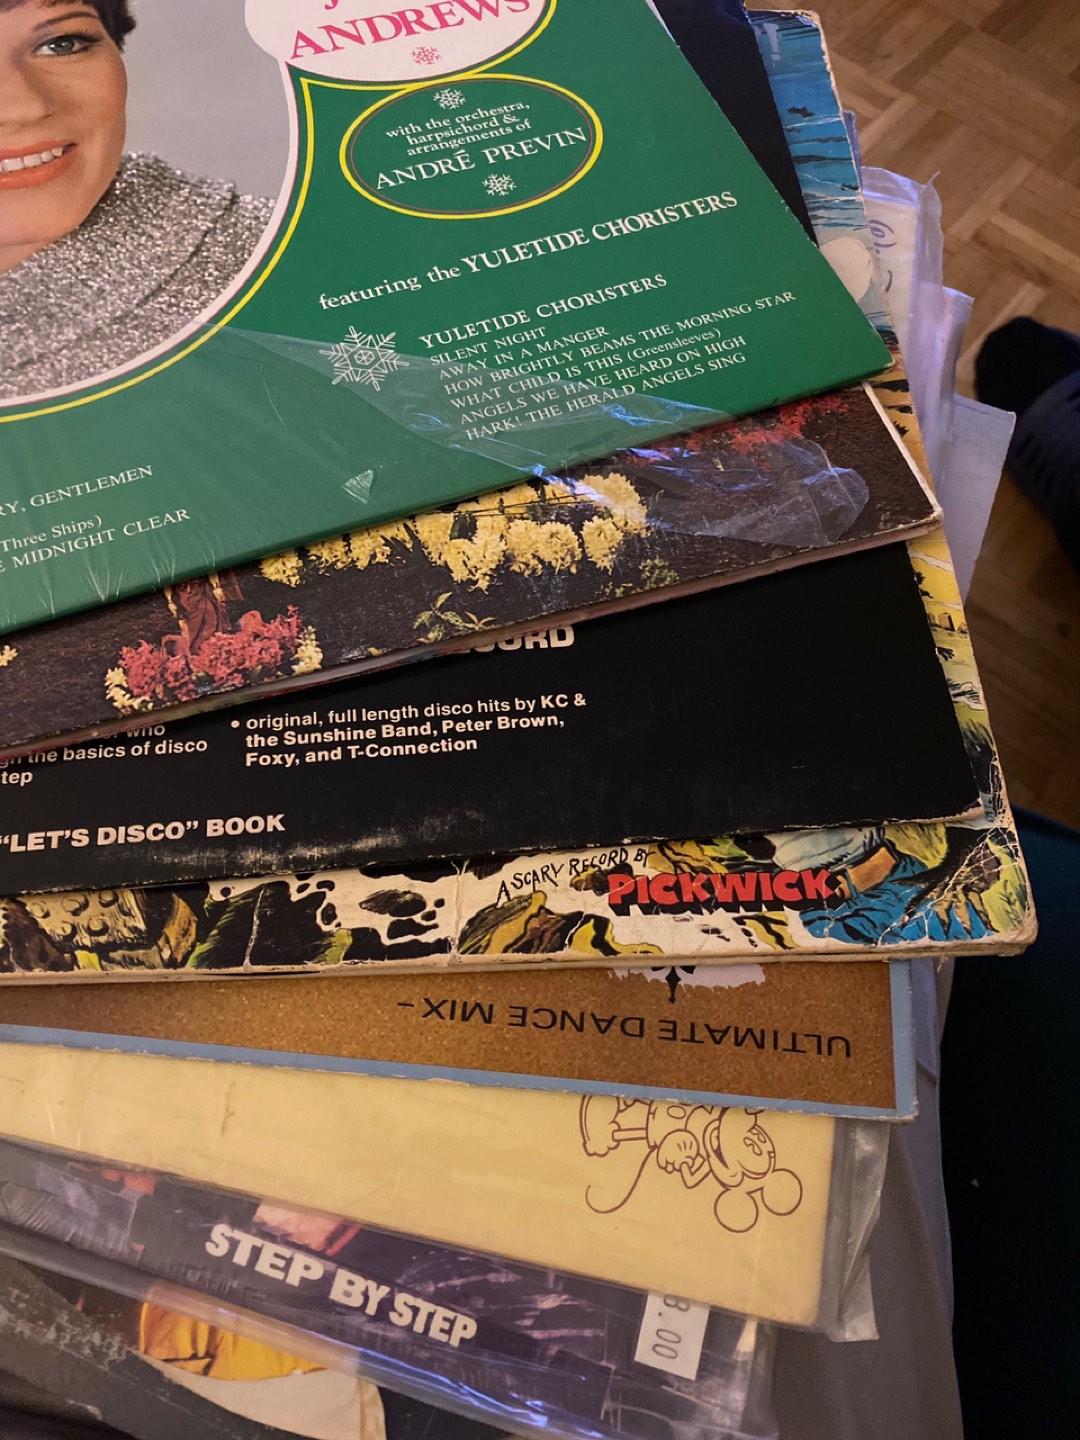 ANDREWS
with the orchestra,
harpsichord &
arrangements of
ANDRÉ PREVIN
featuring the YULETIDE CHORISTERS
YULETIDE CHORISTERS
SILENT NIGHT
AWAY IN A MANGER
HOW BRIGHTLY BEAMS THE MORNING STAR
WHAT CHILD IS THIS (Greensleeves)
ANGELS WE HAVE HEARD ON HIGH
HARK! THE HERALD ANGELS SING
RY, GENTLEMEN
Three Ships)
E MIDNIGHT CLEAR
who
the basics of disco
tep
• original, full length disco hits by KC &
the Sunshine Band, Peter Brown,
Foxy, and T-Connection
"LET'S DISCO" BOOK
A SCARY RECORD BY
PICKWICK
ULTIMATE DANCE MIX -
STEP BY STEP
3.00